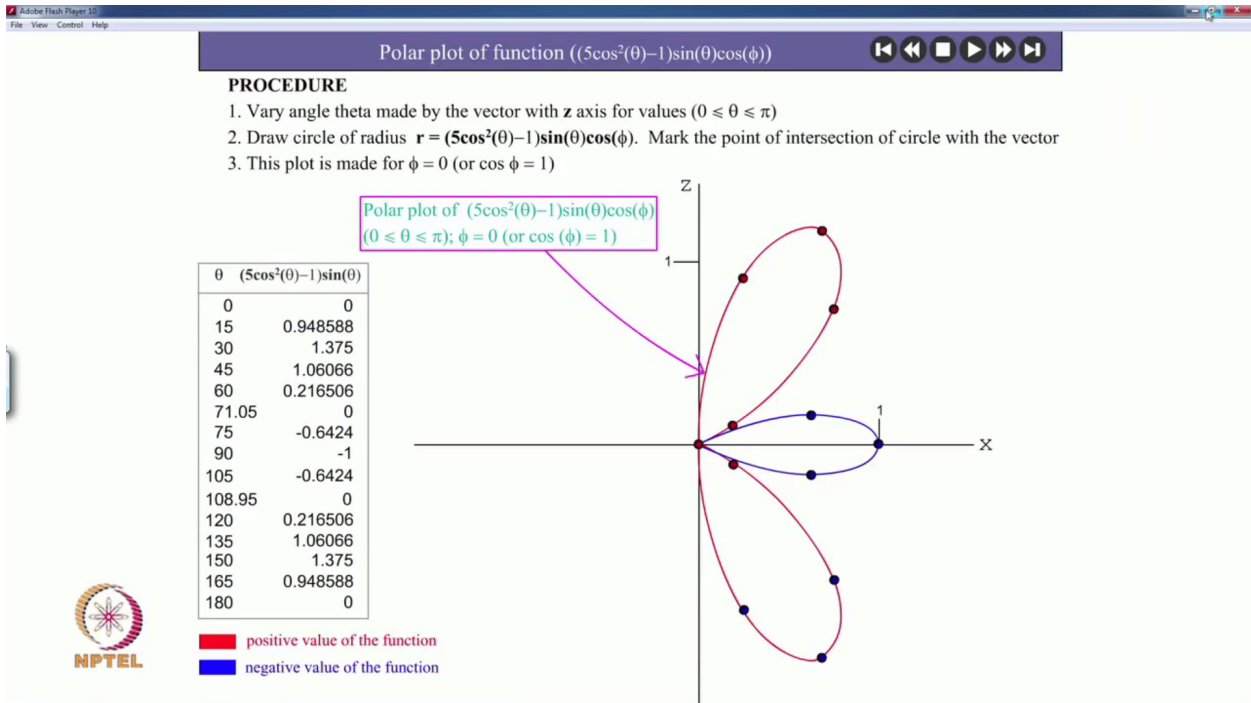 Adobe Flash Player 10
File View Control Help
Polar plot of function ((5cos²(θ)−1)sin(θ)cos(ϕ))
PROCEDURE
1. Vary angle theta made by the vector with z axis for values (0 ⩽ θ ⩽ π)
2. Draw circle of radius r = (5cos²(θ)−1)sin(θ)cos(ϕ). Mark the point of intersection of circle with the vector
3. This plot is made for ϕ = 0 (or cos ϕ = 1)
Polar plot of (5cos²(θ)−1)sin(θ)cos(ϕ)
(0 ⩽ θ ⩽ π); ϕ = 0 (or cos (ϕ) = 1)
Z
1
1
X
θ (5cos²(θ)−1)sin(θ)
0 0
15 0.948588
30 1.375
45 1.06066
60 0.216506
71.05 0
75 -0.6424
90 -1
105 -0.6424
108.95 0
120 0.216506
135 1.06066
150 1.375
165 0.948588
180 0
positive value of the function
negative value of the function
NPTEL